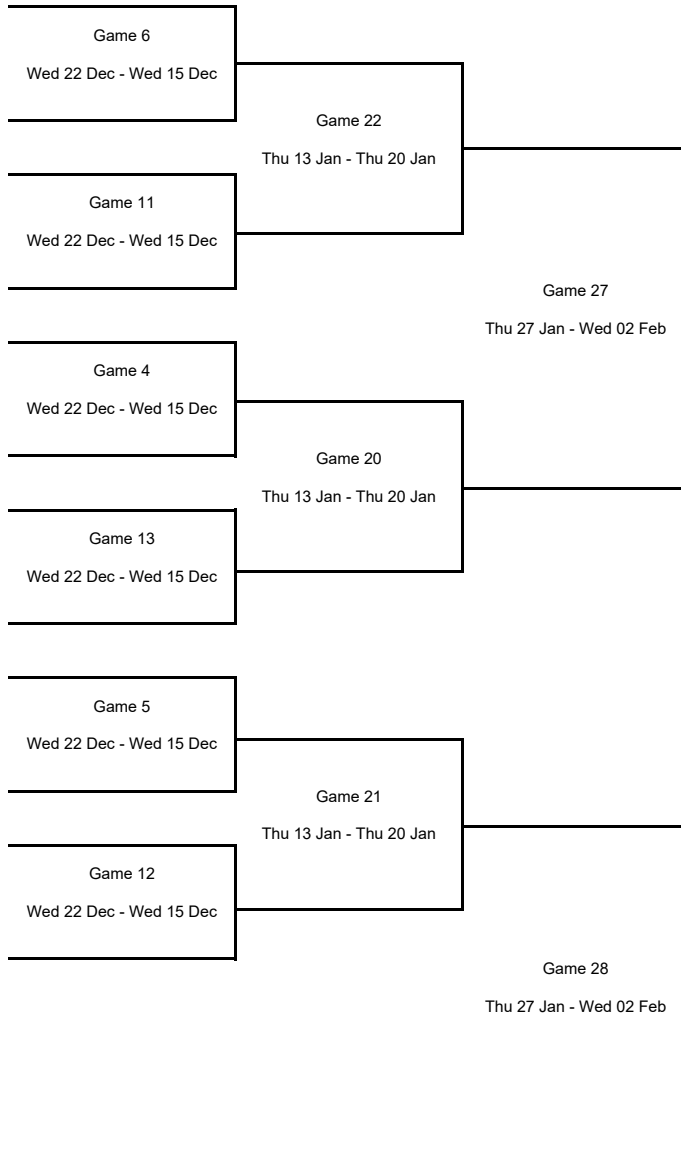 Game 6
Wed 22 Dec - Wed 15 Dec
Game 22
Thu 13 Jan - Thu 20 Jan
Game 11
Wed 22 Dec - Wed 15 Dec
Game 27
Thu 27 Jan - Wed 02 Feb
Game 4
Wed 22 Dec - Wed 15 Dec
Game 20
Thu 13 Jan - Thu 20 Jan
Game 13
Wed 22 Dec - Wed 15 Dec
Game 5
Wed 22 Dec - Wed 15 Dec
Game 21
Thu 13 Jan - Thu 20 Jan
Game 12
Wed 22 Dec - Wed 15 Dec
Game 28
Thu 27 Jan - Wed 02 Feb